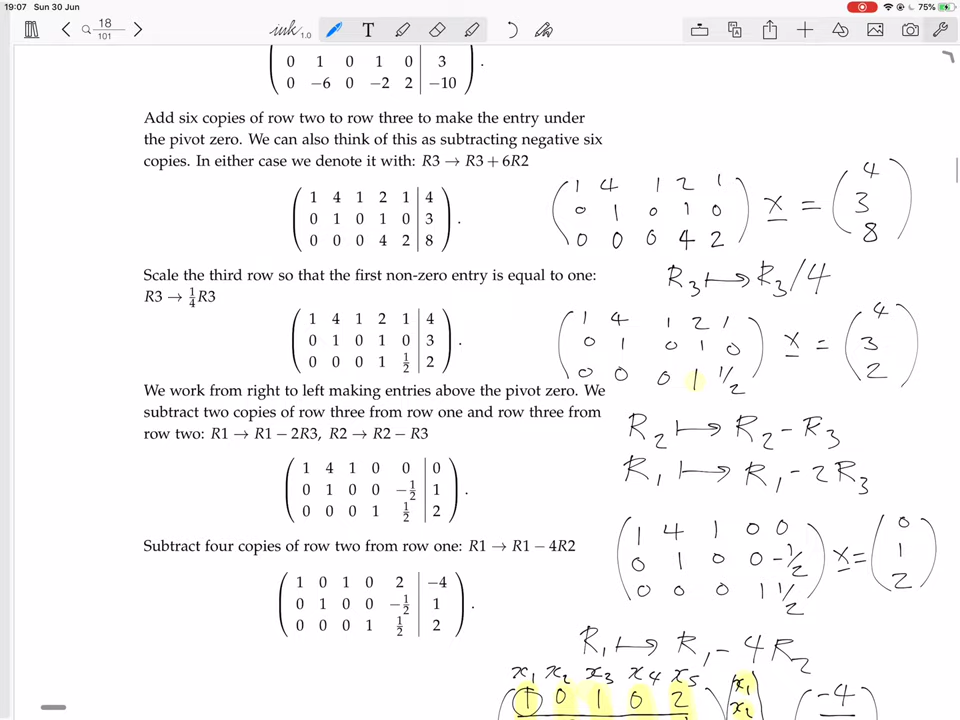 19:07 Sun 30 Jun 75%
18
101
ink 1.0 T
0 1 0 1 0 3
0 −6 0 −2 2 −10 .
Add six copies of row two to row three to make the entry under
the pivot zero. We can also think of this as subtracting negative six
copies. In either case we denote it with: R3 → R3 + 6R2
1 4 1 2 1 4
0 1 0 1 0 3 .
0 0 0 4 2 8
1 4 1 2 1 4
0 1 0 1 0 x = 3
0 0 0 4 2 8
R₃ ↦ R₃/4
Scale the third row so that the first non-zero entry is equal to one:
R3 → 1/4 R3
1 4 1 2 1 4
0 1 0 1 0 3 .
0 0 0 1 1/2 2
1 4 1 2 1 4
0 1 0 1 0 x = 3
0 0 0 1 1/2 2
We work from right to left making entries above the pivot zero. We
subtract two copies of row three from row one and row three from
row two: R1 → R1 − 2R3, R2 → R2 − R3
R₂ ↦ R₂ − R₃
R₁ ↦ R₁ − 2R₃
1 4 1 0 0 0
0 1 0 0 −1/2 1 .
0 0 0 1 1/2 2
1 4 1 0 0 0
0 1 0 0 −1/2 x = 1
0 0 0 1 1/2 2
Subtract four copies of row two from row one: R1 → R1 − 4R2
1 0 1 0 2 −4
0 1 0 0 −1/2 1 .
0 0 0 1 1/2 2
R₁ ↦ R₁ − 4R₂
x₁ x₂ x₃ x₄ x₅
1 0 1 0 2 x₁ −4
x₂